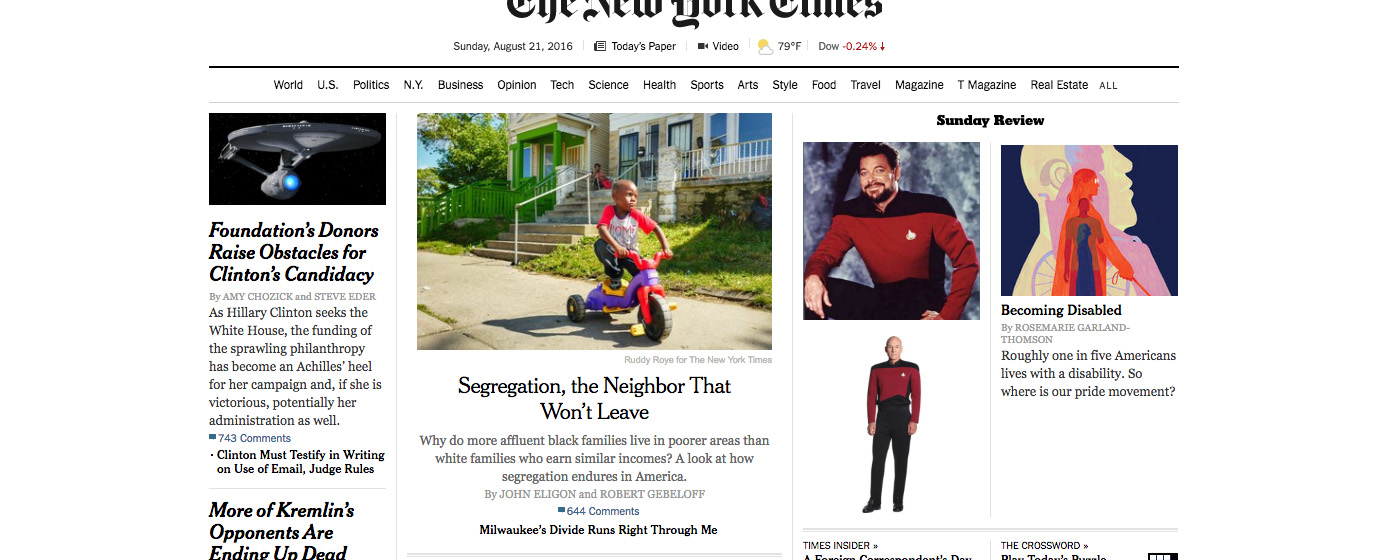 The New York Times
Sunday, August 21, 2016
Today's Paper
Video
79°F
Dow -0.24%
World U.S. Politics N.Y. Business Opinion Tech Science Health Sports Arts Style Food Travel Magazine T Magazine Real Estate ALL
Foundation's Donors
Raise Obstacles for
Clinton's Candidacy
By AMY CHOZICK and STEVE EDER
As Hillary Clinton seeks the
White House, the funding of
the sprawling philanthropy
has become an Achilles' heel
for her campaign and, if she is
victorious, potentially her
administration as well.
743 Comments
· Clinton Must Testify in Writing
on Use of Email, Judge Rules
More of Kremlin's
Opponents Are
Ending Up Dead
Ruddy Roye for The New York Times
Segregation, the Neighbor That
Won't Leave
Why do more affluent black families live in poorer areas than
white families who earn similar incomes? A look at how
segregation endures in America.
By JOHN ELIGON and ROBERT GEBELOFF
644 Comments
Milwaukee's Divide Runs Right Through Me
Sunday Review
Becoming Disabled
By ROSEMARIE GARLAND-
THOMSON
Roughly one in five Americans
lives with a disability. So
where is our pride movement?
TIMES INSIDER »
A Foreign Correspondent's Dog
THE CROSSWORD »
Play Today's Puzzle